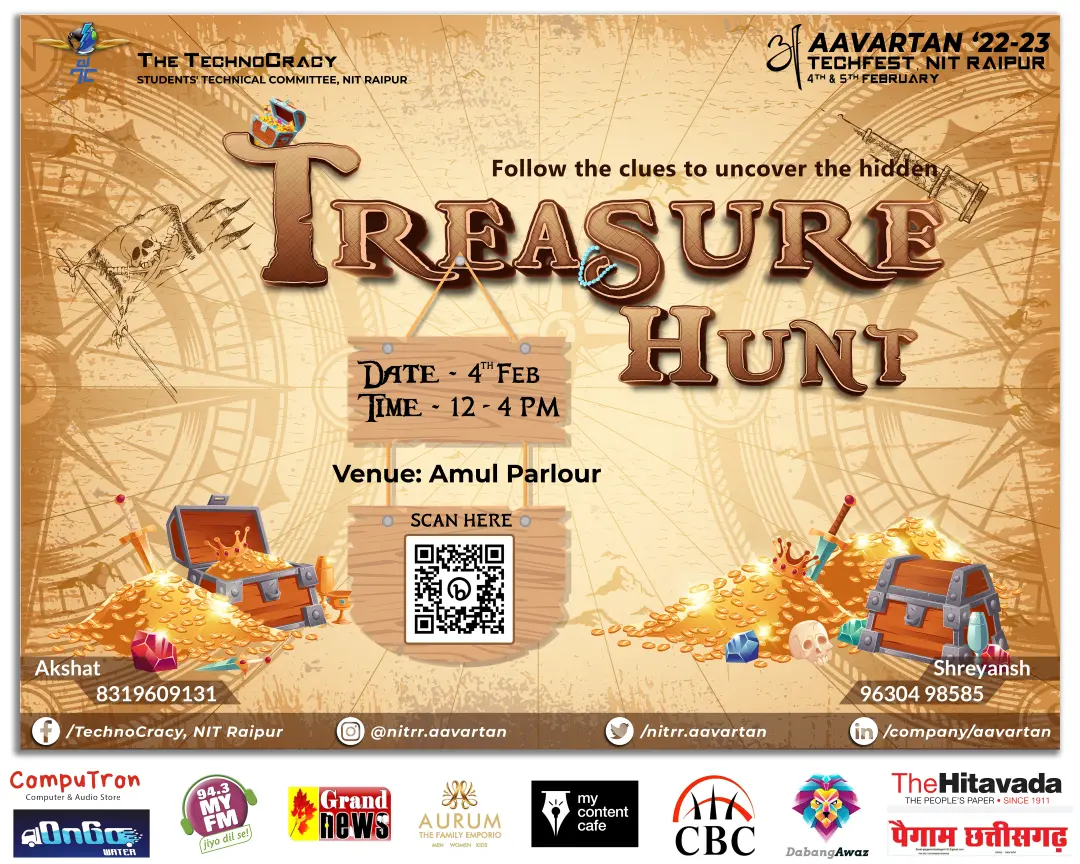 The TechnoCracy
STUDENTS' TECHNICAL COMMITTEE, NIT RAIPUR
AAVARTAN ‘22-23
TECHFEST, NIT RAIPUR
4TH & 5TH FEBRUARY
Follow the clues to uncover the hidden
TREASURE
HUNT
DATE - 4TH FEB
TIME - 12 - 4 PM
Venue: Amul Parlour
SCAN HERE
Akshat
8319609131
Shreyansh
96304 98585
/TechnoCracy, NIT Raipur
@nitrr.aavartan
/nitrr.aavartan
/company/aavartan
CompuTron
Computer & Audio Store
OnGo
WATER
94.3
MY
FM
jiyo dil se!
Grand
news
AURUM
THE FAMILY EMPORIO
MEN WOMEN KIDS
my
content
cafe
CBC
DabangAwaz
TheHitavada
THE PEOPLE'S PAPER • SINCE 1911
पैगाम छत्तीसगढ़